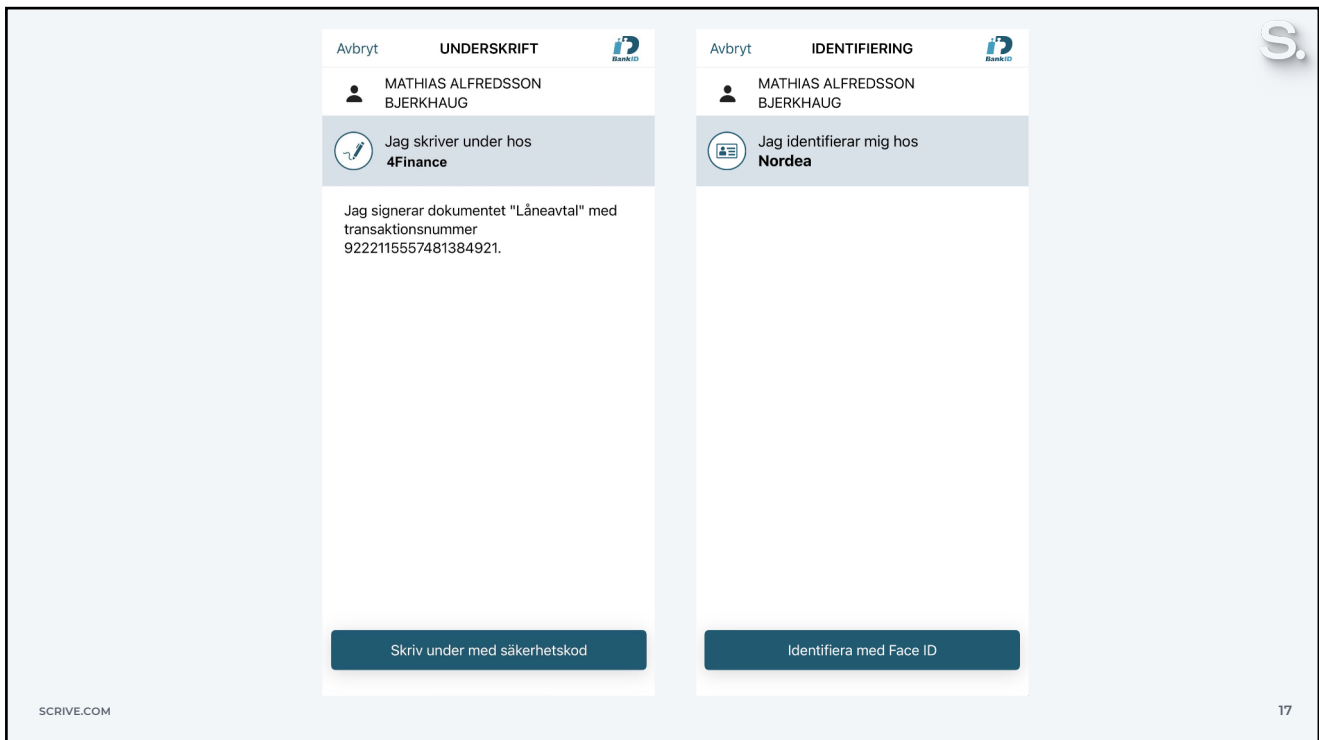 S.
Avbryt UNDERSKRIFT BankID
MATHIAS ALFREDSSON
BJERKHAUG
Jag skriver under hos
4Finance
Jag signerar dokumentet "Låneavtal" med
transaktionsnummer
9222115557481384921.
Skriv under med säkerhetskod
Avbryt IDENTIFIERING BankID
MATHIAS ALFREDSSON
BJERKHAUG
Jag identifierar mig hos
Nordea
Identifiera med Face ID
SCRIVE.COM
17